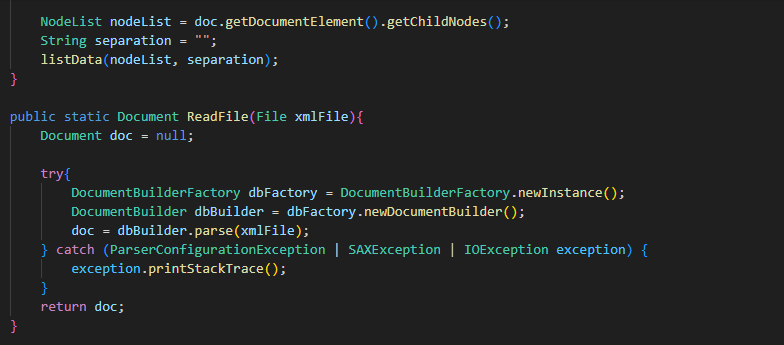 NodeList nodeList = doc.getDocumentElement().getChildNodes();
String separation = "";
listData(nodeList, separation);
}
public static Document ReadFile(File xmlFile){
Document doc = null;
try{
DocumentBuilderFactory dbFactory = DocumentBuilderFactory.newInstance();
DocumentBuilder dbBuilder = dbFactory.newDocumentBuilder();
doc = dbBuilder.parse(xmlFile);
} catch (ParserConfigurationException | SAXException | IOException exception) {
exception.printStackTrace();
}
return doc;
}